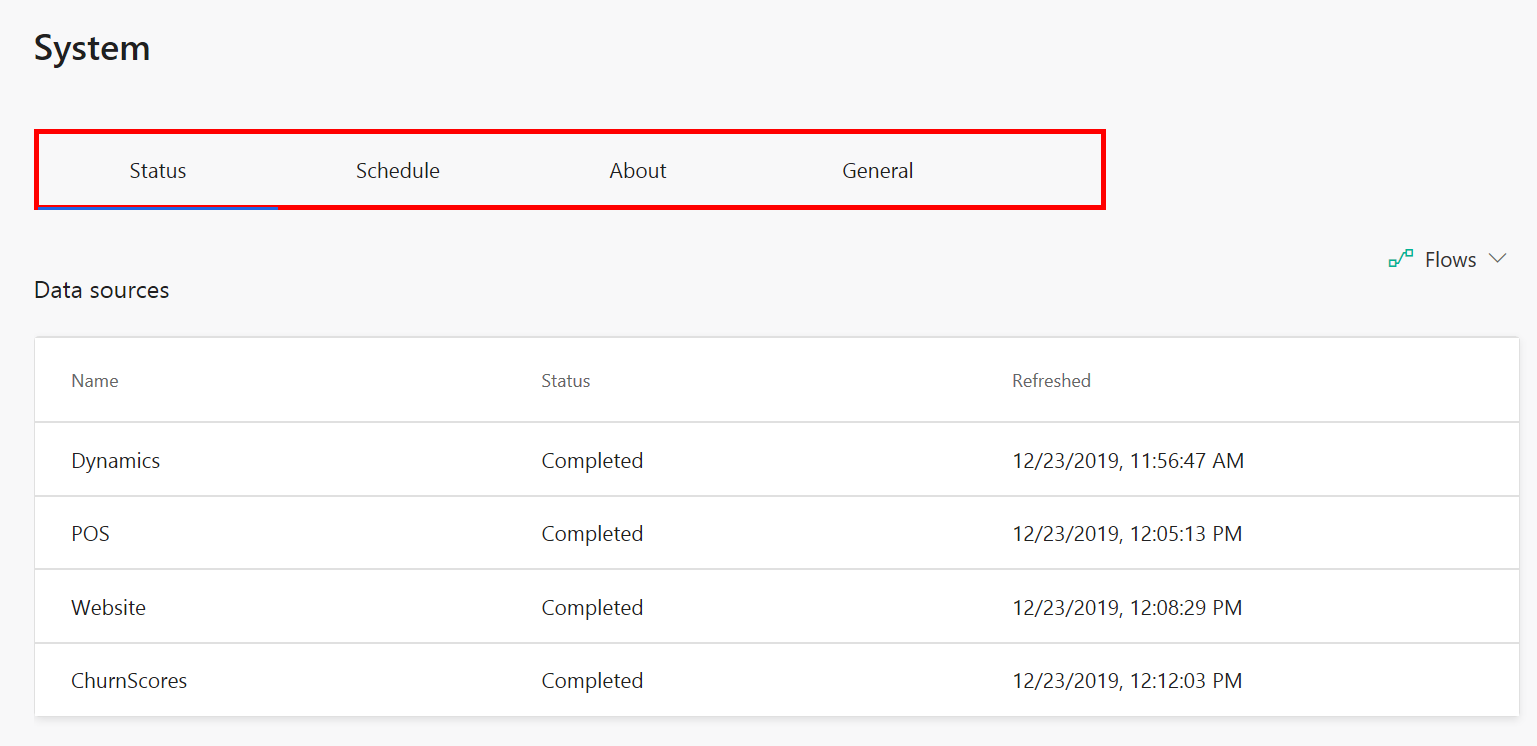 System
Status Schedule About General
Flows
Data sources
Name Status Refreshed
Dynamics Completed 12/23/2019, 11:56:47 AM
POS Completed 12/23/2019, 12:05:13 PM
Website Completed 12/23/2019, 12:08:29 PM
ChurnScores Completed 12/23/2019, 12:12:03 PM